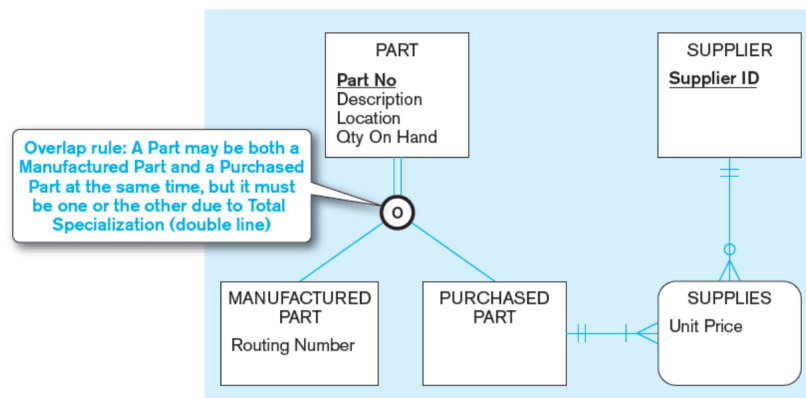 PART
Part No
Description
Location
Qty On Hand
SUPPLIER
Supplier ID
Overlap rule: A Part may be both a
Manufactured Part and a Purchased
Part at the same time, but it must
be one or the other due to Total
Specialization (double line)
O
MANUFACTURED
PART
Routing Number
PURCHASED
PART
SUPPLIES
Unit Price